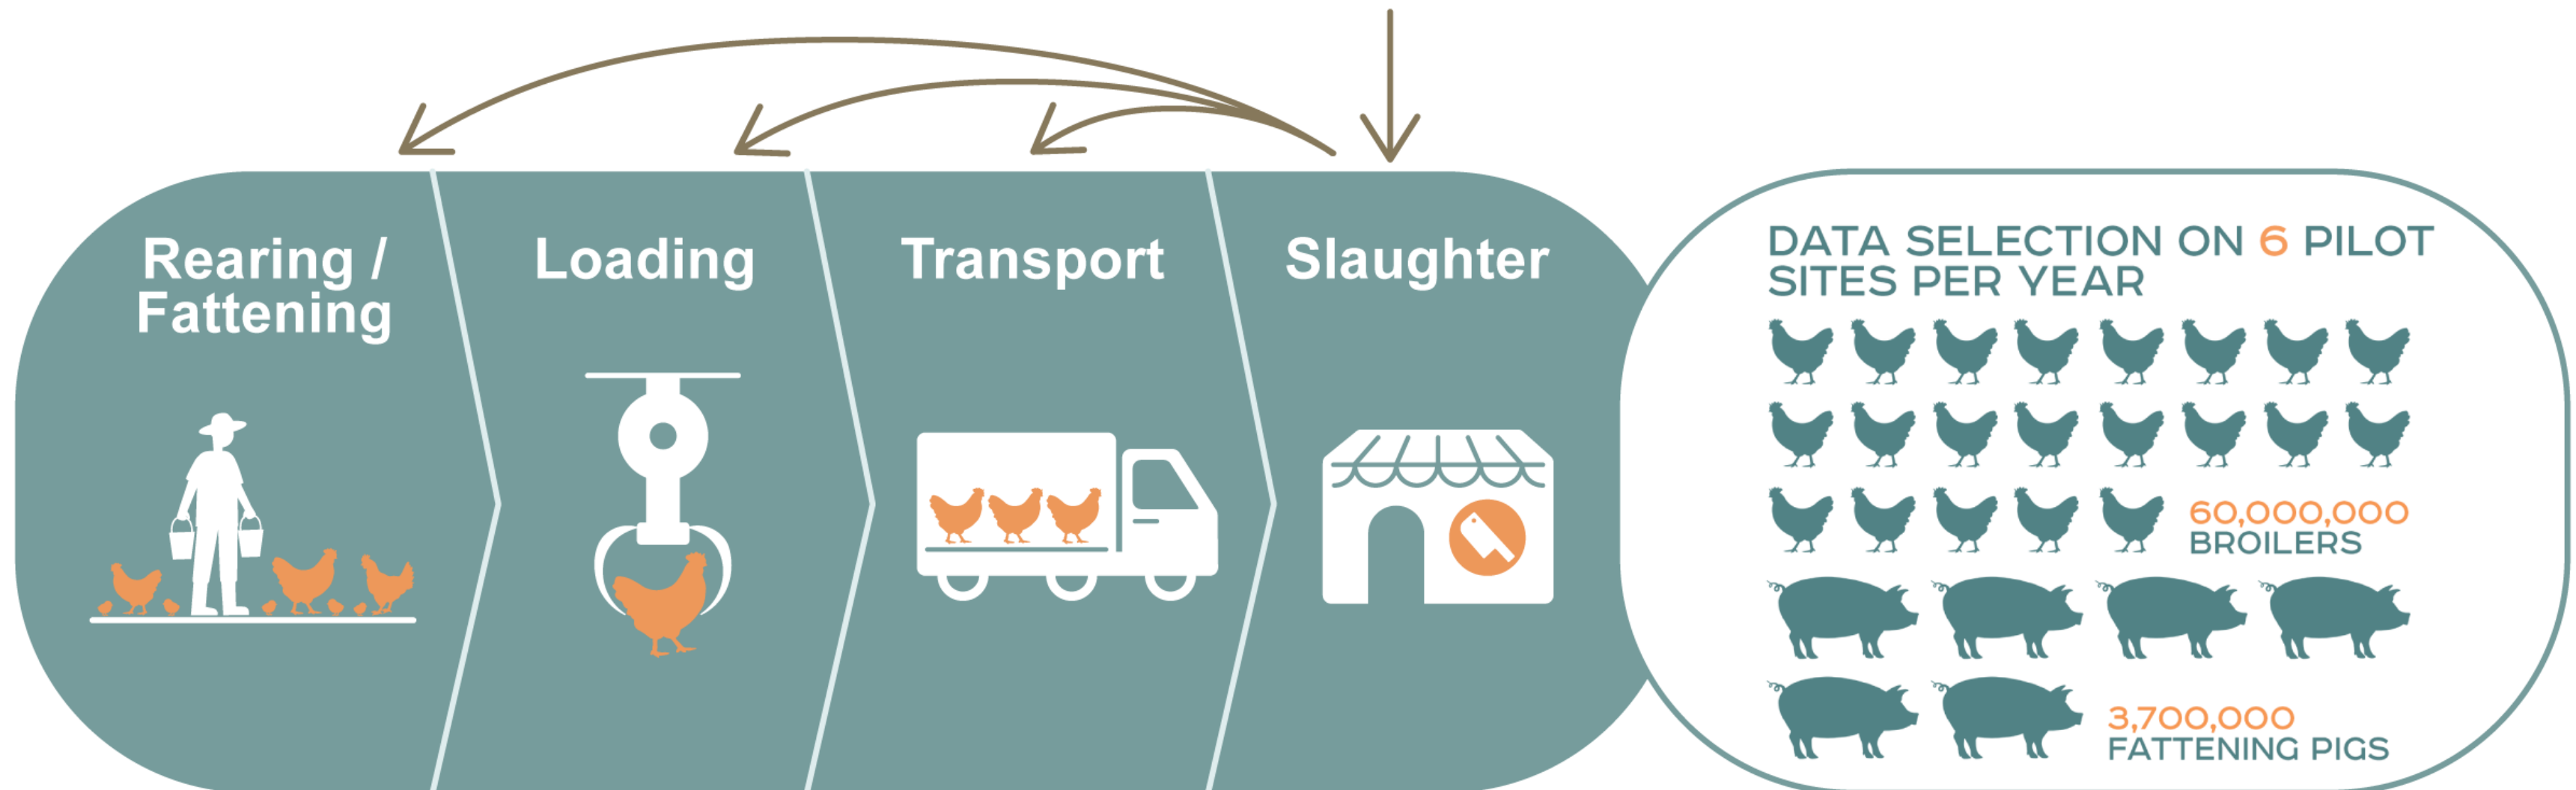 Rearing /
Fattening
Loading
Transport
Slaughter
DATA SELECTION ON 6 PILOT
SITES PER YEAR
60,000,000
BROILERS
3,700,000
FATTENING PIGS